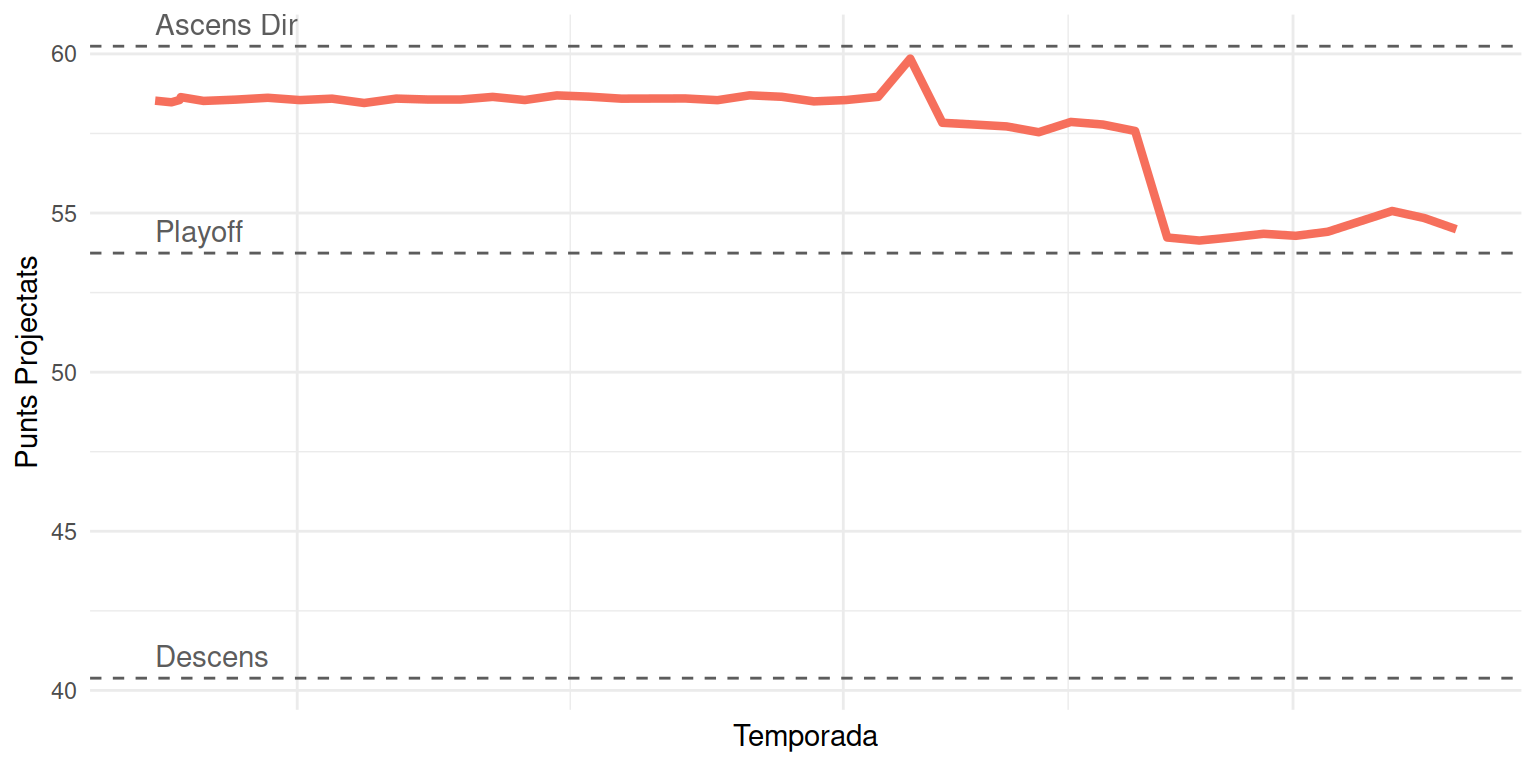 Ascens Dir
60
55
Playoff
50
45
Descens
40
Punts Projectats
Temporada